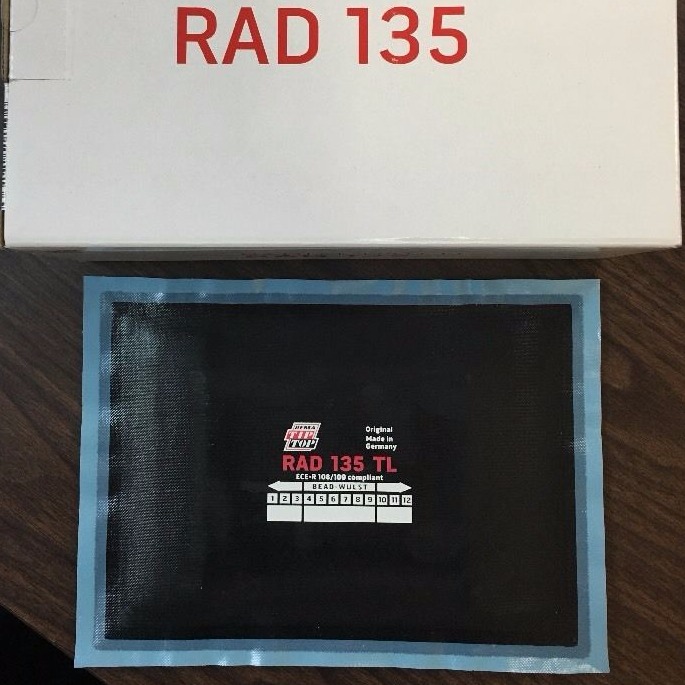 RAD 135
REMA
TIP
TOP
Original
Made in
Germany
RAD 135 TL
ECE-R 108/109 compliant
BEAD-WULST
1 2 3 4 5 6 7 8 9 10 11 12